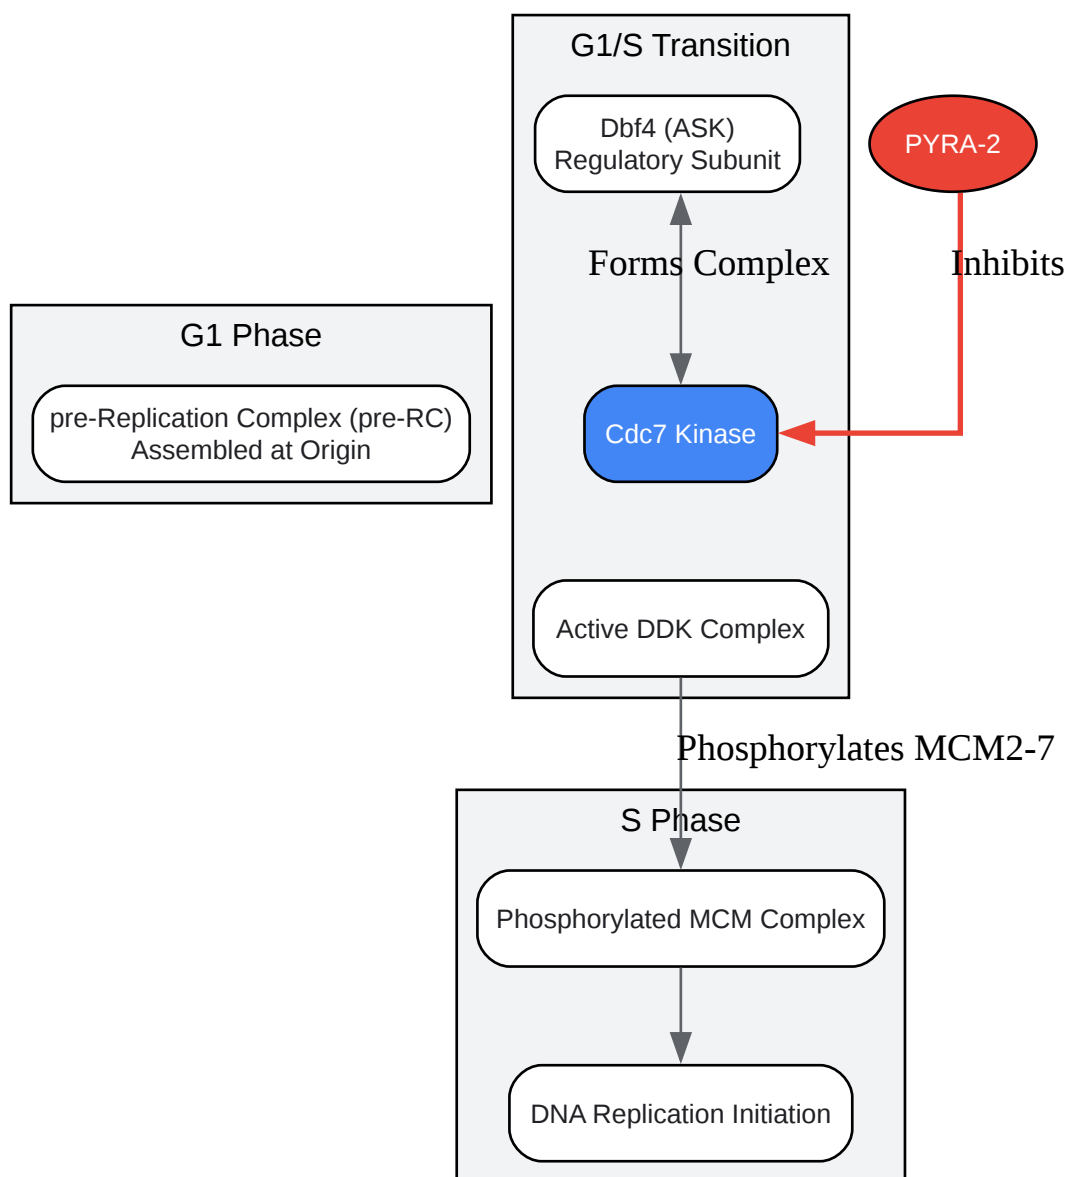 G1/S Transition
Dbf4 (ASK)
Regulatory Subunit
PYRA-2
Forms Complex
Inhibits
G1 Phase
pre-Replication Complex (pre-RC)
Assembled at Origin
Cdc7 Kinase
Active DDK Complex
Phosphorylates MCM2-7
S Phase
Phosphorylated MCM Complex
DNA Replication Initiation